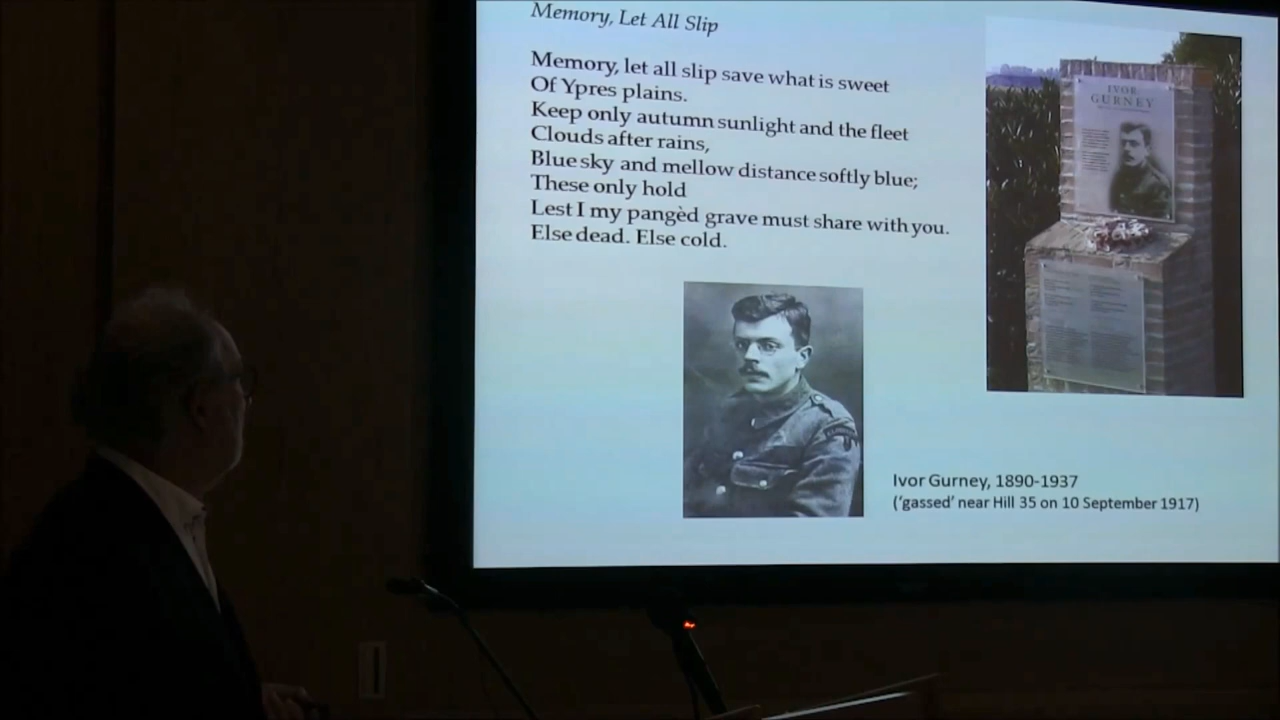 Memory, Let All Slip
Memory, let all slip save what is sweet
Of Ypres plains.
Keep only autumn sunlight and the fleet
Clouds after rains,
Blue sky and mellow distance softly blue;
These only hold
Lest I my pangèd grave must share with you.
Else dead. Else cold.
IVOR
GURNEY
Ivor Gurney, 1890-1937
('gassed' near Hill 35 on 10 September 1917)